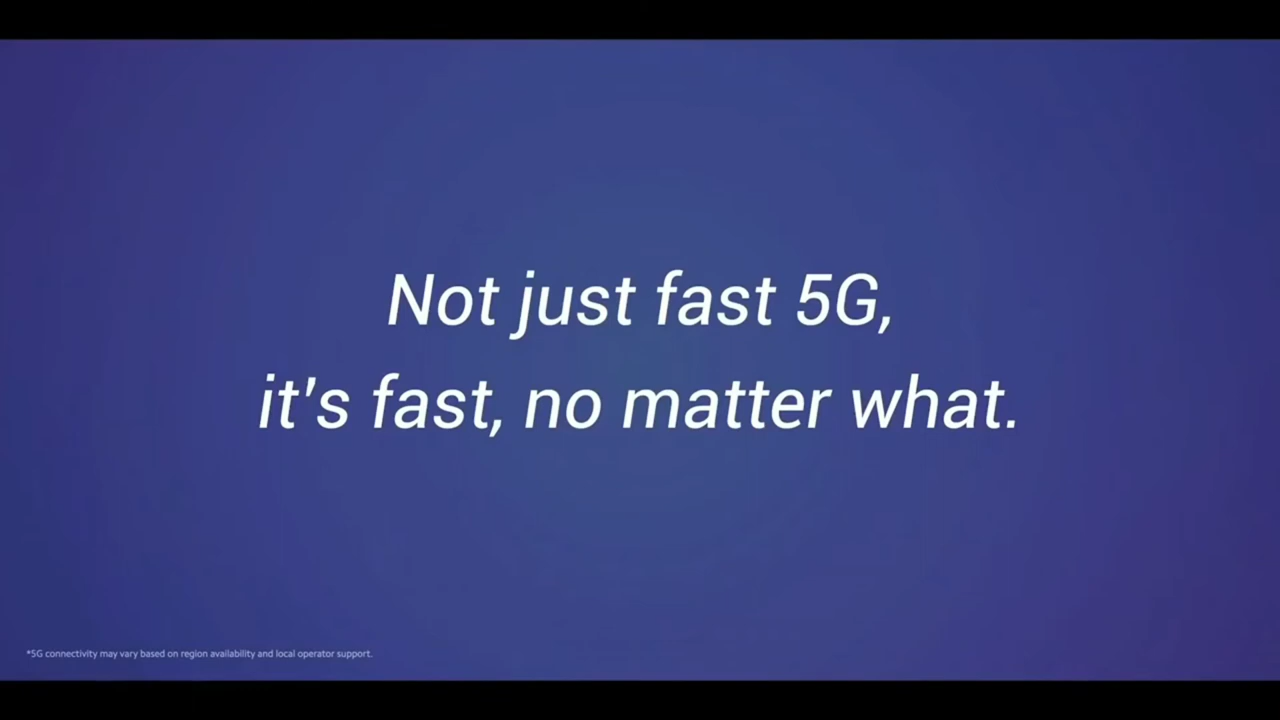 Not just fast 5G,
it's fast, no matter what.
*5G connectivity may vary based on region availability and local operator support.